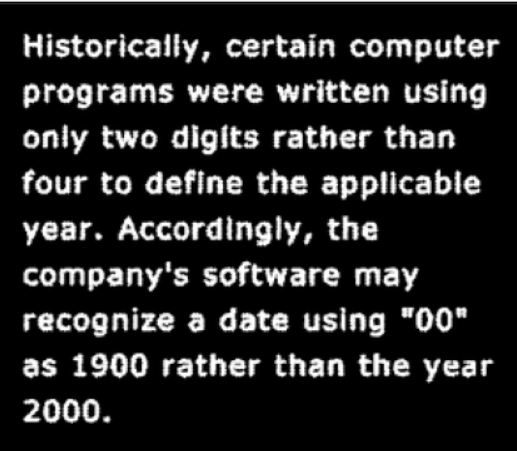 Historically, certain computer
programs were written using
only two digits rather than
four to define the applicable
year. Accordingly, the
company's software may
recognize a date using "00"
as 1900 rather than the year
2000.